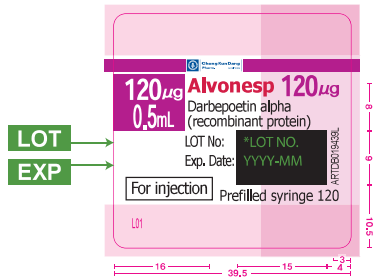 ChongKunDang
120μg
0.5mL
Alvonesp 120μg
Darbepoetin alpha
(recombinant protein)
LOT No: *LOT NO.
Exp. Date: YYYY-MM
For injection
Prefilled syringe 120
ARTDB019439L
L01
LOT
EXP
8
9
10.5
16
15
3
4
39.5